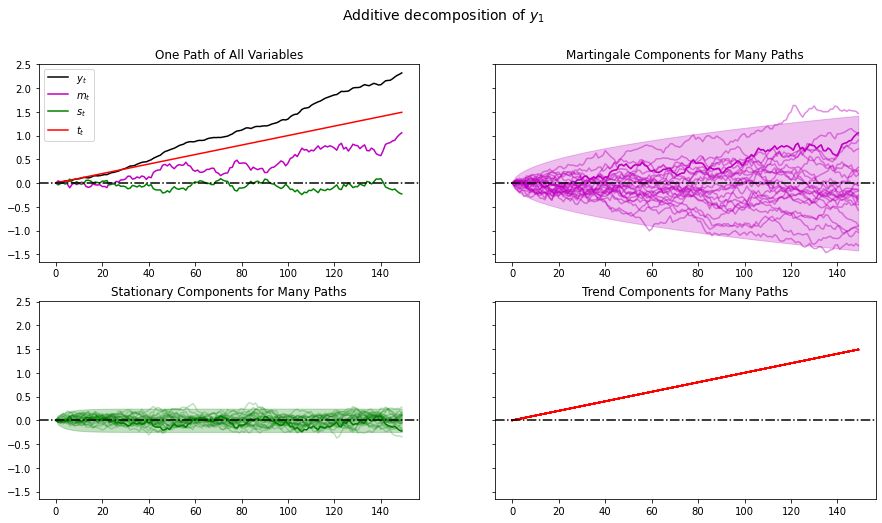 Additive decomposition of y₁
One Path of All Variables
2.5
2.0
1.5
1.0
0.5
0.0
−0.5
−1.0
−1.5
yₜ
mₜ
sₜ
tₜ
0 20 40 60 80 100 120 140
Martingale Components for Many Paths
0 20 40 60 80 100 120 140
Stationary Components for Many Paths
2.5
2.0
1.5
1.0
0.5
0.0
−0.5
−1.0
−1.5
0 20 40 60 80 100 120 140
Trend Components for Many Paths
0 20 40 60 80 100 120 140